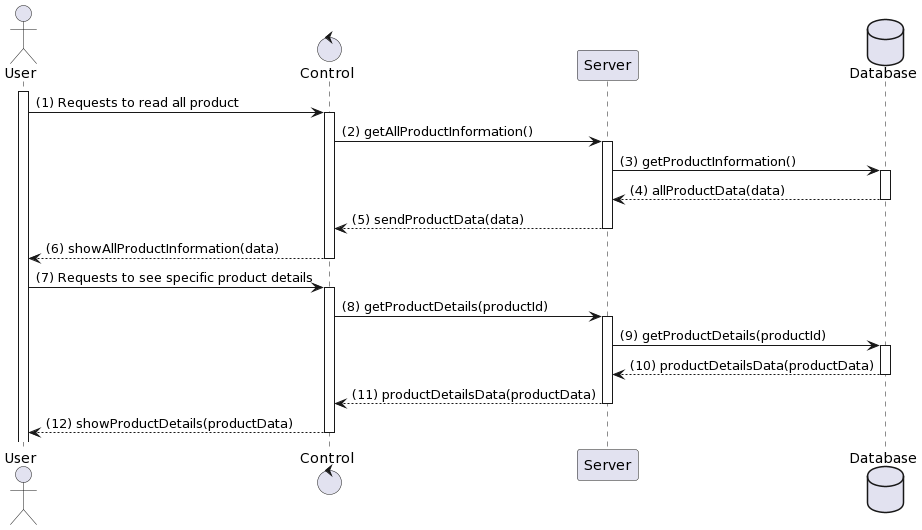 User
Control
Server
Database
(1) Requests to read all product
(2) getAllProductInformation()
(3) getProductInformation()
(4) allProductData(data)
(5) sendProductData(data)
(6) showAllProductInformation(data)
(7) Requests to see specific product details
(8) getProductDetails(productId)
(9) getProductDetails(productId)
(10) productDetailsData(productData)
(11) productDetailsData(productData)
(12) showProductDetails(productData)
User
Control
Server
Database